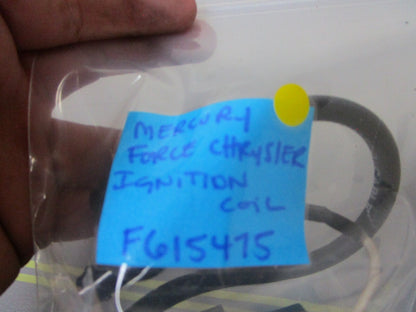 MERCURY
FORCE CHRYSLER
IGNITION
COIL
F615475